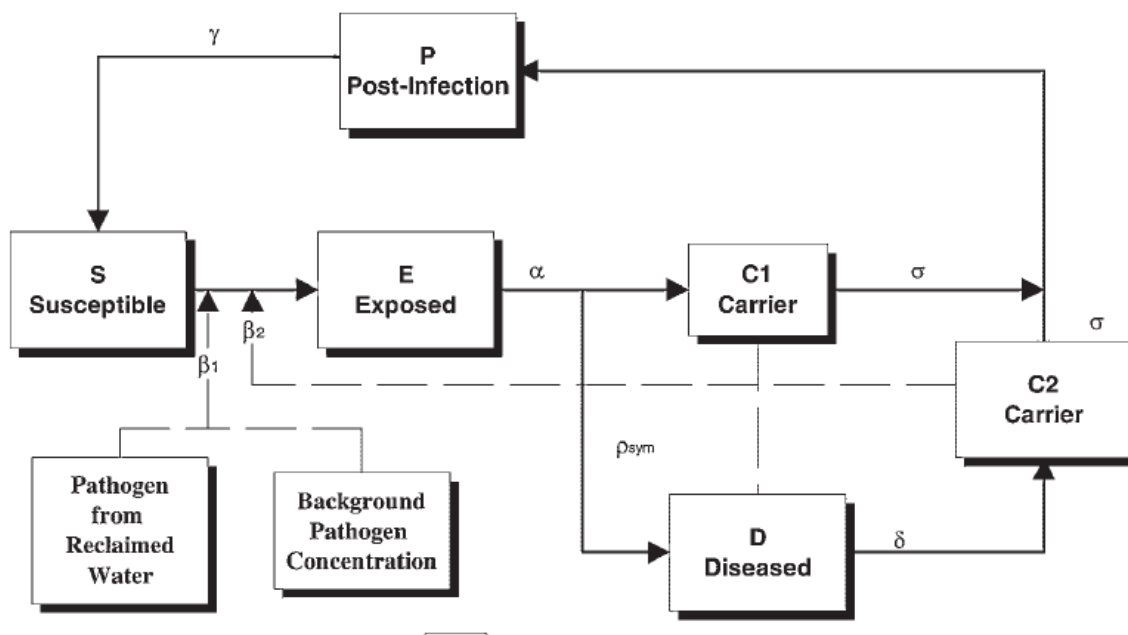 γ
P
Post-Infection
S
Susceptible
β1
β2
E
Exposed
α
C1
Carrier
σ
σ
C2
Carrier
ρsym
Pathogen
from
Reclaimed
Water
Background
Pathogen
Concentration
D
Diseased
δ